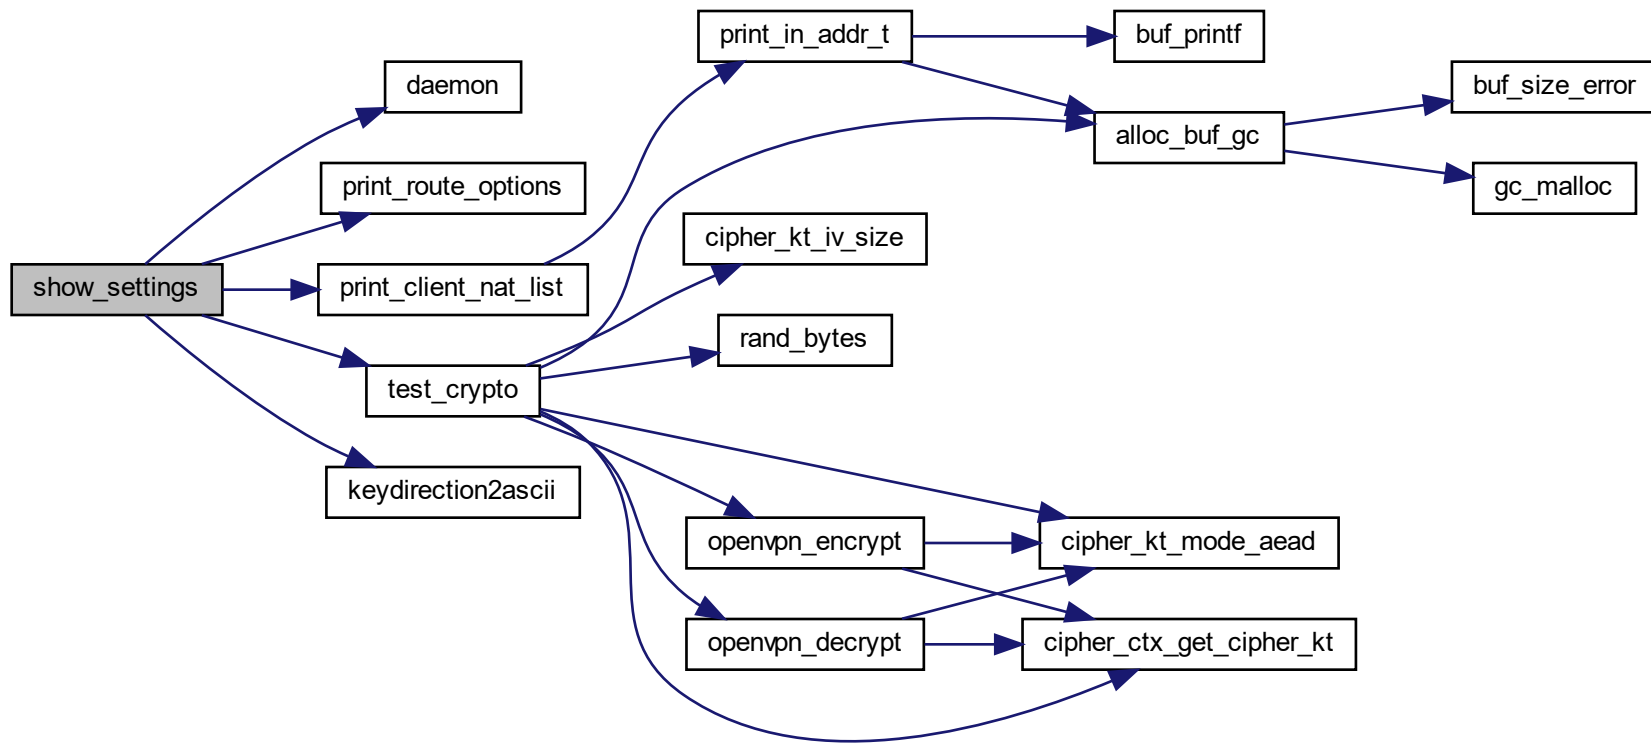 print_in_addr_t
buf_printf
daemon
buf_size_error
alloc_buf_gc
print_route_options
gc_malloc
cipher_kt_iv_size
show_settings
print_client_nat_list
rand_bytes
test_crypto
keydirection2ascii
openvpn_encrypt
cipher_kt_mode_aead
openvpn_decrypt
cipher_ctx_get_cipher_kt